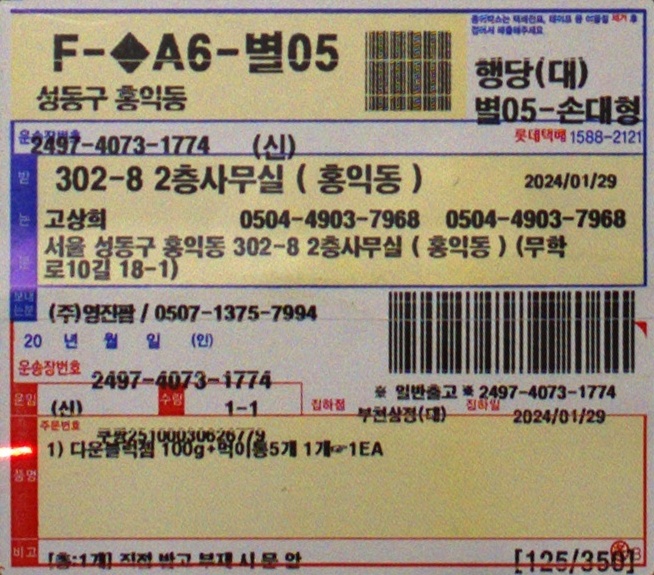 종이박스는 택배전표, 테이프 등 이물질 제거 후
접어서 배출해주세요
F-◆A6-별05
성동구 홍익동
행당(대)
별05-손대형
운송장번호
2497-4073-1774 (신)
롯데택배 1588-2121
받는분
302-8 2층사무실 ( 홍익동 )
2024/01/29
고상희 0504-4903-7968 0504-4903-7968
서울 성동구 홍익동 302-8 2층사무실 ( 홍익동 ) (무학
로10길 18-1)
보내는분
(주)영진팜 / 0507-1375-7994
20 년 월 일 (인)
운송장번호
2497-4073-1774
※ 일반출고 ※ 2497-4073-1774
운임 (신) 수량 1-1 집하점 부천상정(대) 집하일 2024/01/29
주문번호
쿠팡25100030626779
1) 다운블럭젬 100g+먹이통5개 1개☞1EA
품명
비고
[총:1개] 직접 받고 부재 시 문 안
[125/350]